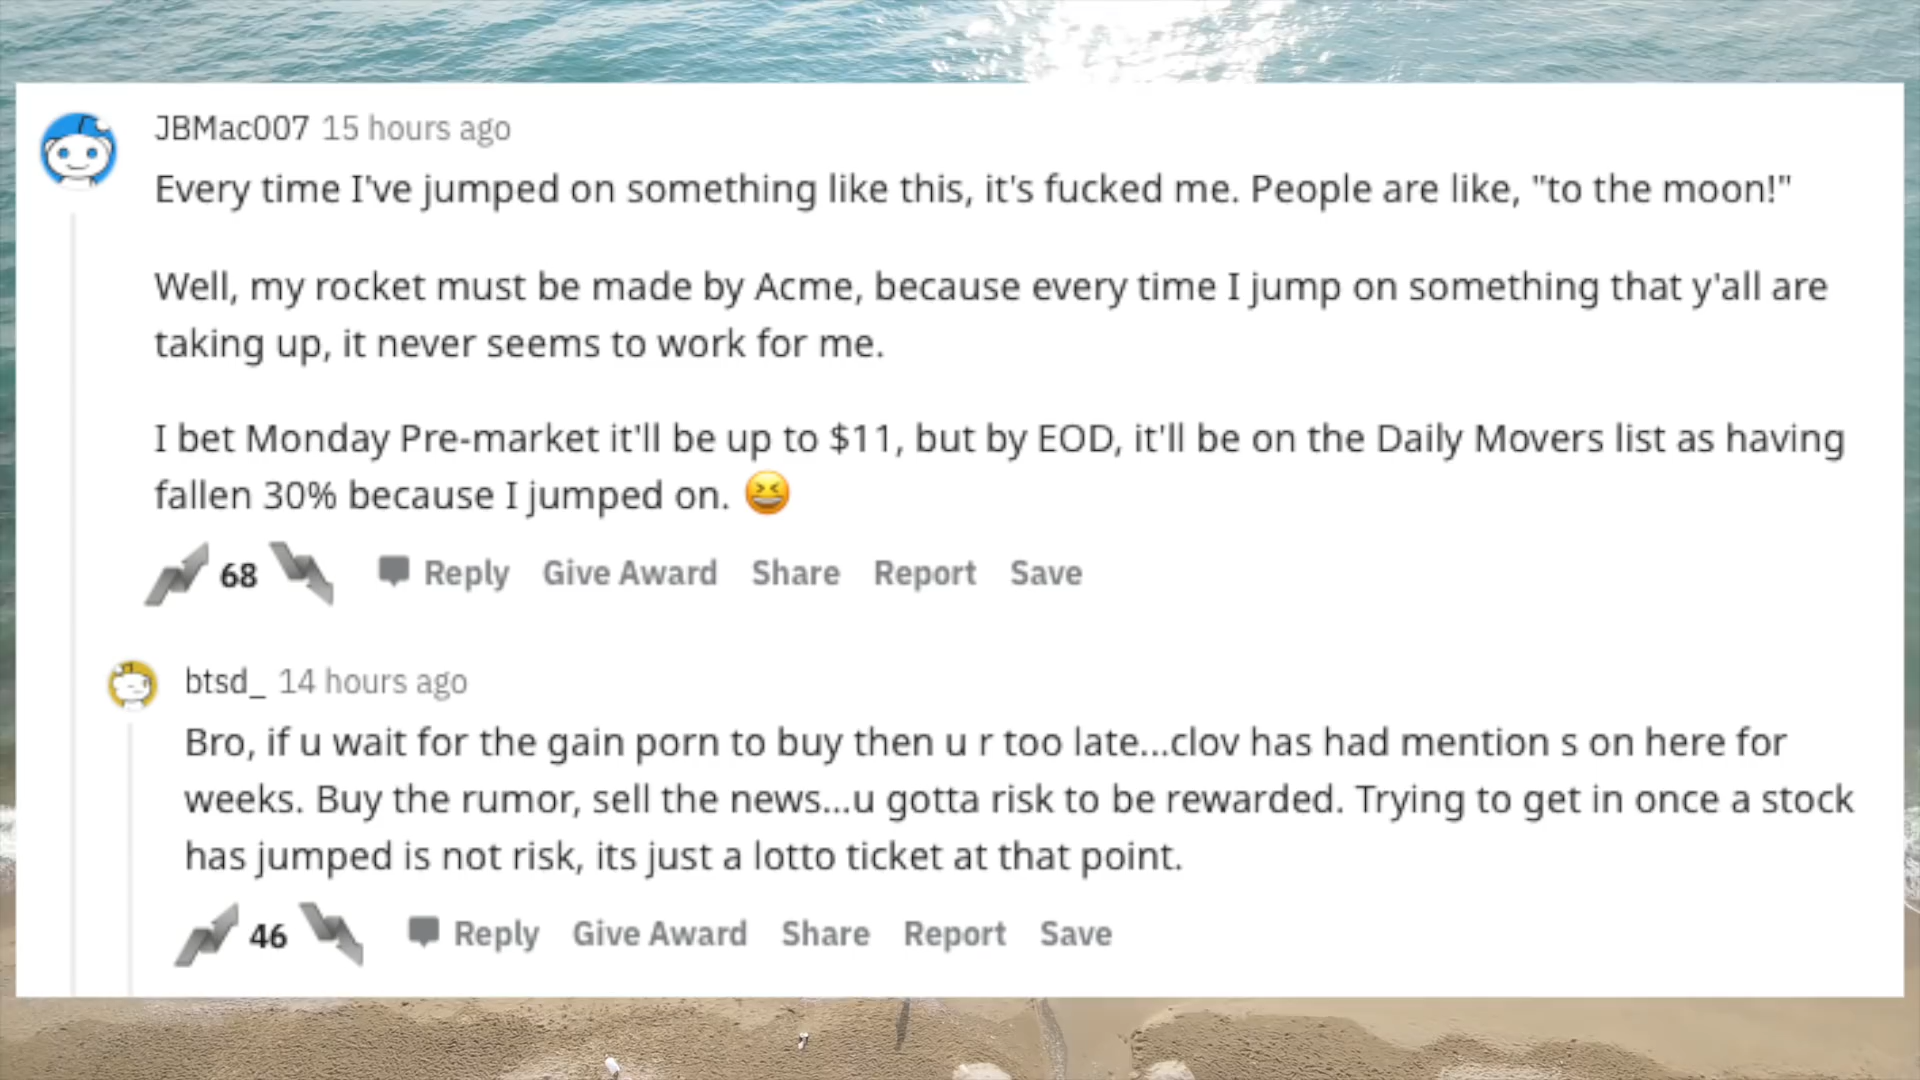 JBMac007 15 hours ago
Every time I've jumped on something like this, it's fucked me. People are like, "to the moon!"
Well, my rocket must be made by Acme, because every time I jump on something that y'all are
taking up, it never seems to work for me.
I bet Monday Pre-market it'll be up to $11, but by EOD, it'll be on the Daily Movers list as having
fallen 30% because I jumped on. 😆
68 Reply Give Award Share Report Save
btsd_ 14 hours ago
Bro, if u wait for the gain porn to buy then u r too late...clov has had mention s on here for
weeks. Buy the rumor, sell the news...u gotta risk to be rewarded. Trying to get in once a stock
has jumped is not risk, its just a lotto ticket at that point.
46 Reply Give Award Share Report Save